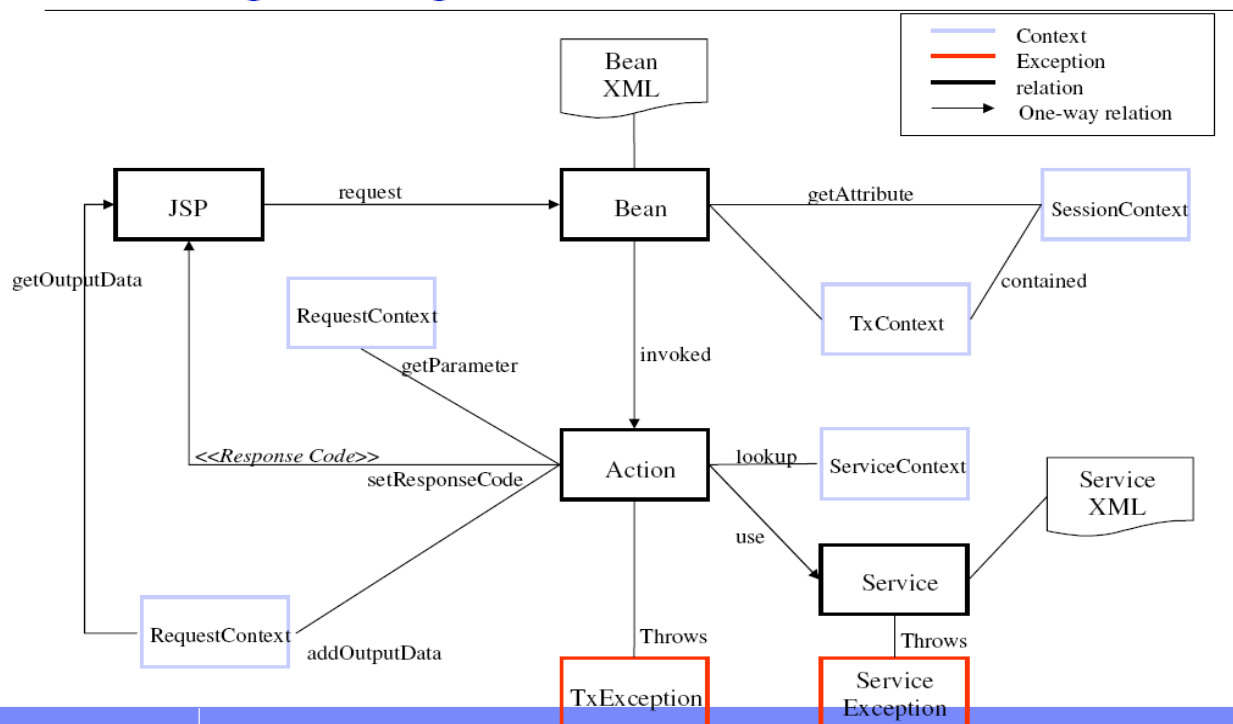 Bean
XML
Context
Exception
relation
One-way relation
JSP
request
Bean
getAttribute
SessionContext
getOutputData
RequestContext
TxContext
contained
getParameter
invoked
<<Response Code>>
setResponseCode
Action
lookup
ServiceContext
Service
XML
use
Service
RequestContext
addOutputData
Throws
Throws
TxException
Service
Exception